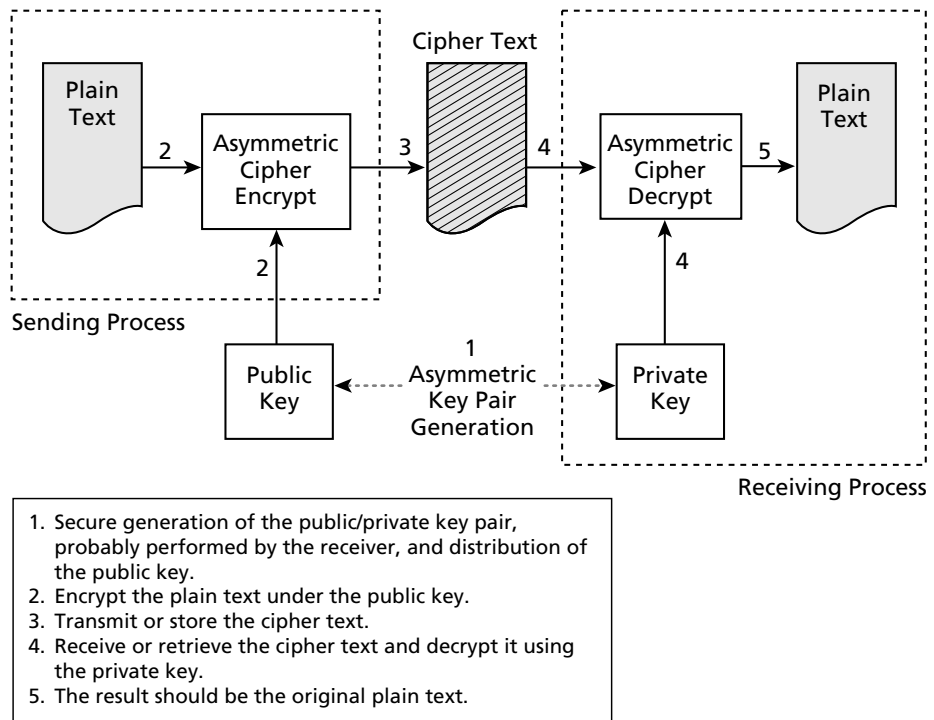 Cipher Text
Plain
Text
2
Asymmetric
Cipher
Encrypt
3
4
Asymmetric
Cipher
Decrypt
5
Plain
Text
2
4
Sending Process
Public
Key
1
Asymmetric
Key Pair
Generation
Private
Key
Receiving Process
1. Secure generation of the public/private key pair,
probably performed by the receiver, and distribution of
the public key.
2. Encrypt the plain text under the public key.
3. Transmit or store the cipher text.
4. Receive or retrieve the cipher text and decrypt it using
the private key.
5. The result should be the original plain text.